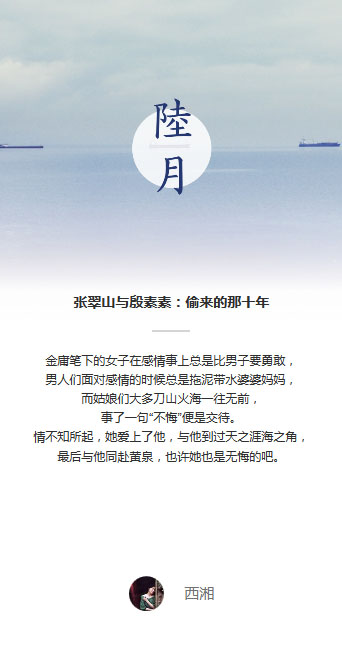 陸
月
张翠山与殷素素：偷来的那十年
金庸笔下的女子在感情事上总是比男子要勇敢，
男人们面对感情的时候总是拖泥带水婆婆妈妈，
而姑娘们大多刀山火海一往无前，
事了一句“不悔”便是交待。
情不知所起，她爱上了他，与他到过天之涯海之角，
最后与他同赴黄泉，也许她也是无悔的吧。
西湘